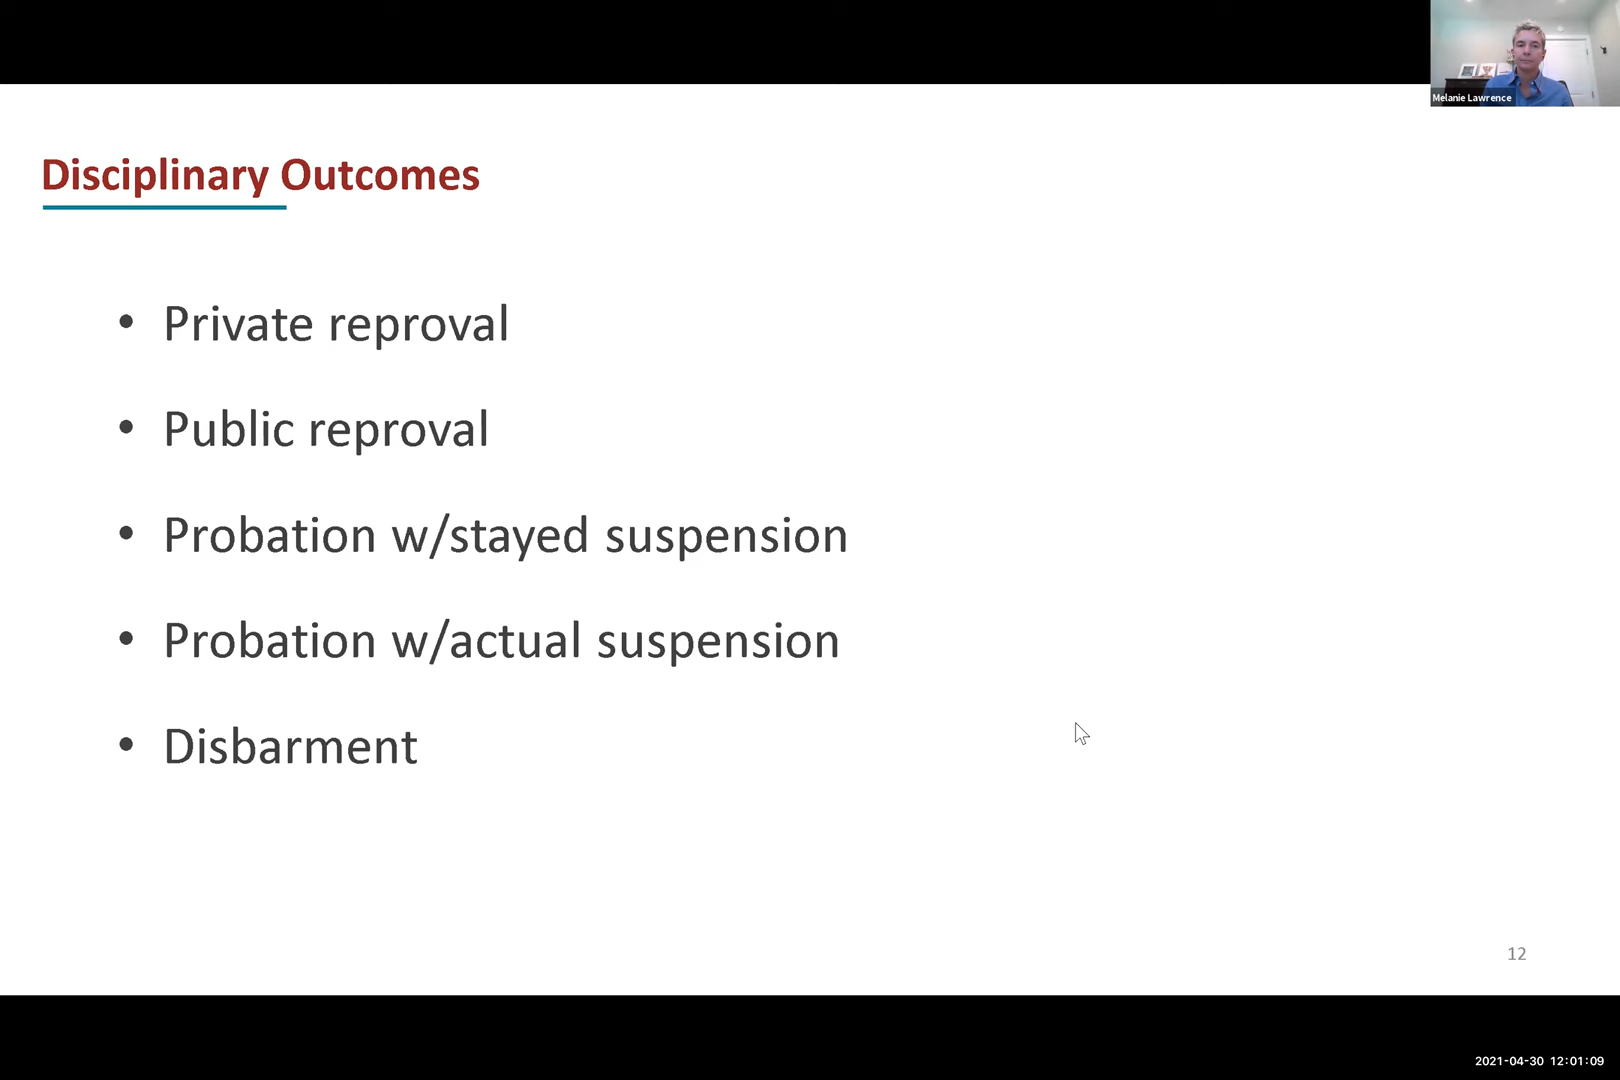 Melanie Lawrence
Disciplinary Outcomes
• Private reproval
• Public reproval
• Probation w/stayed suspension
• Probation w/actual suspension
• Disbarment
12
2021-04-30 12:01:09